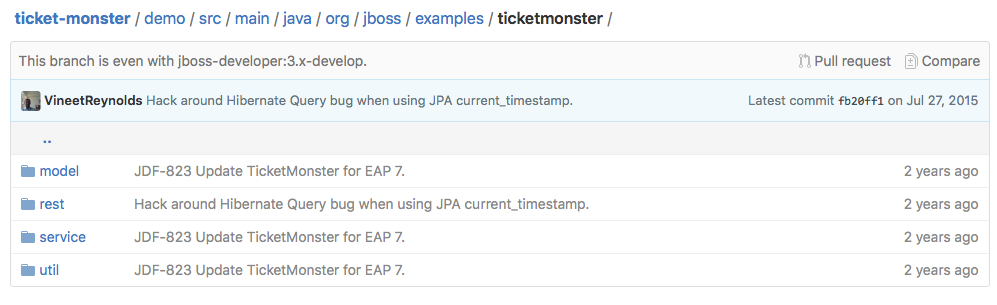 ticket-monster / demo / src / main / java / org / jboss / examples / ticketmonster /
This branch is even with jboss-developer:3.x-develop. Pull request Compare
VineetReynolds Hack around Hibernate Query bug when using JPA current_timestamp. Latest commit fb20ff1 on Jul 27, 2015
..
model JDF-823 Update TicketMonster for EAP 7. 2 years ago
rest Hack around Hibernate Query bug when using JPA current_timestamp. 2 years ago
service JDF-823 Update TicketMonster for EAP 7. 2 years ago
util JDF-823 Update TicketMonster for EAP 7. 2 years ago